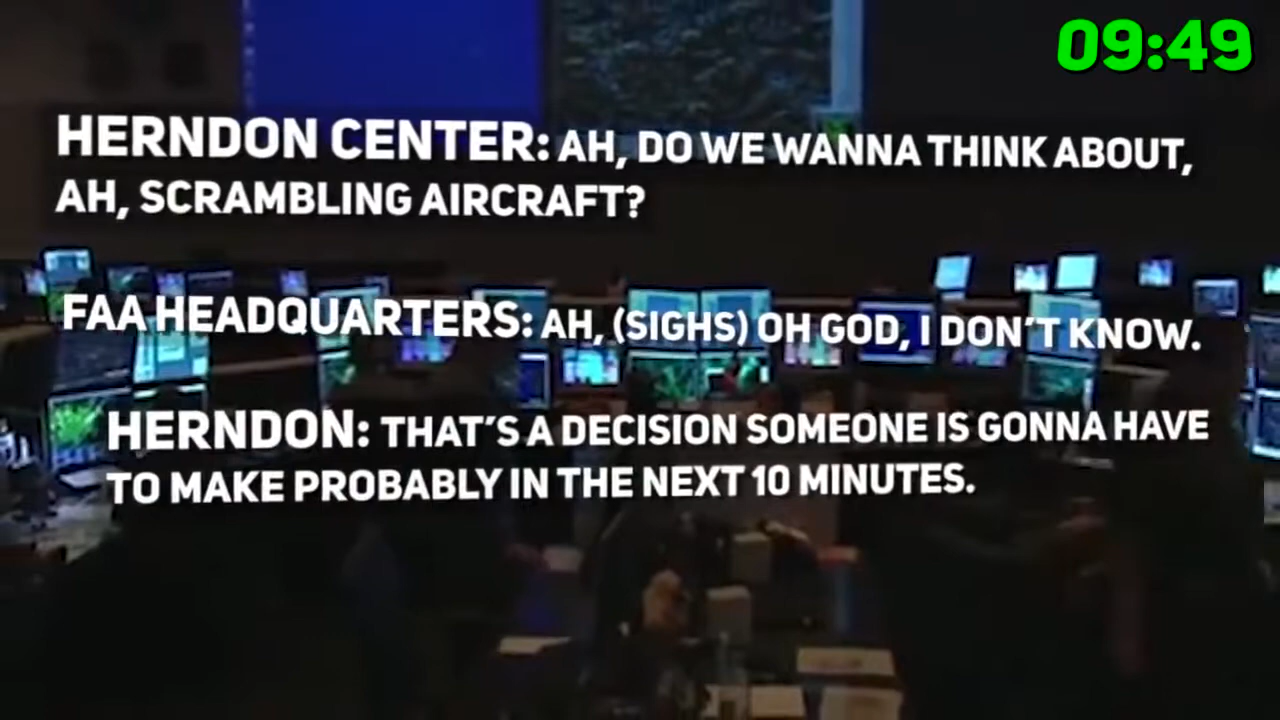 09:49
HERNDON CENTER: AH, DO WE WANNA THINK ABOUT,
AH, SCRAMBLING AIRCRAFT?
FAA HEADQUARTERS: AH, (SIGHS) OH GOD, I DON'T KNOW.
HERNDON: THAT'S A DECISION SOMEONE IS GONNA HAVE
TO MAKE PROBABLY IN THE NEXT 10 MINUTES.